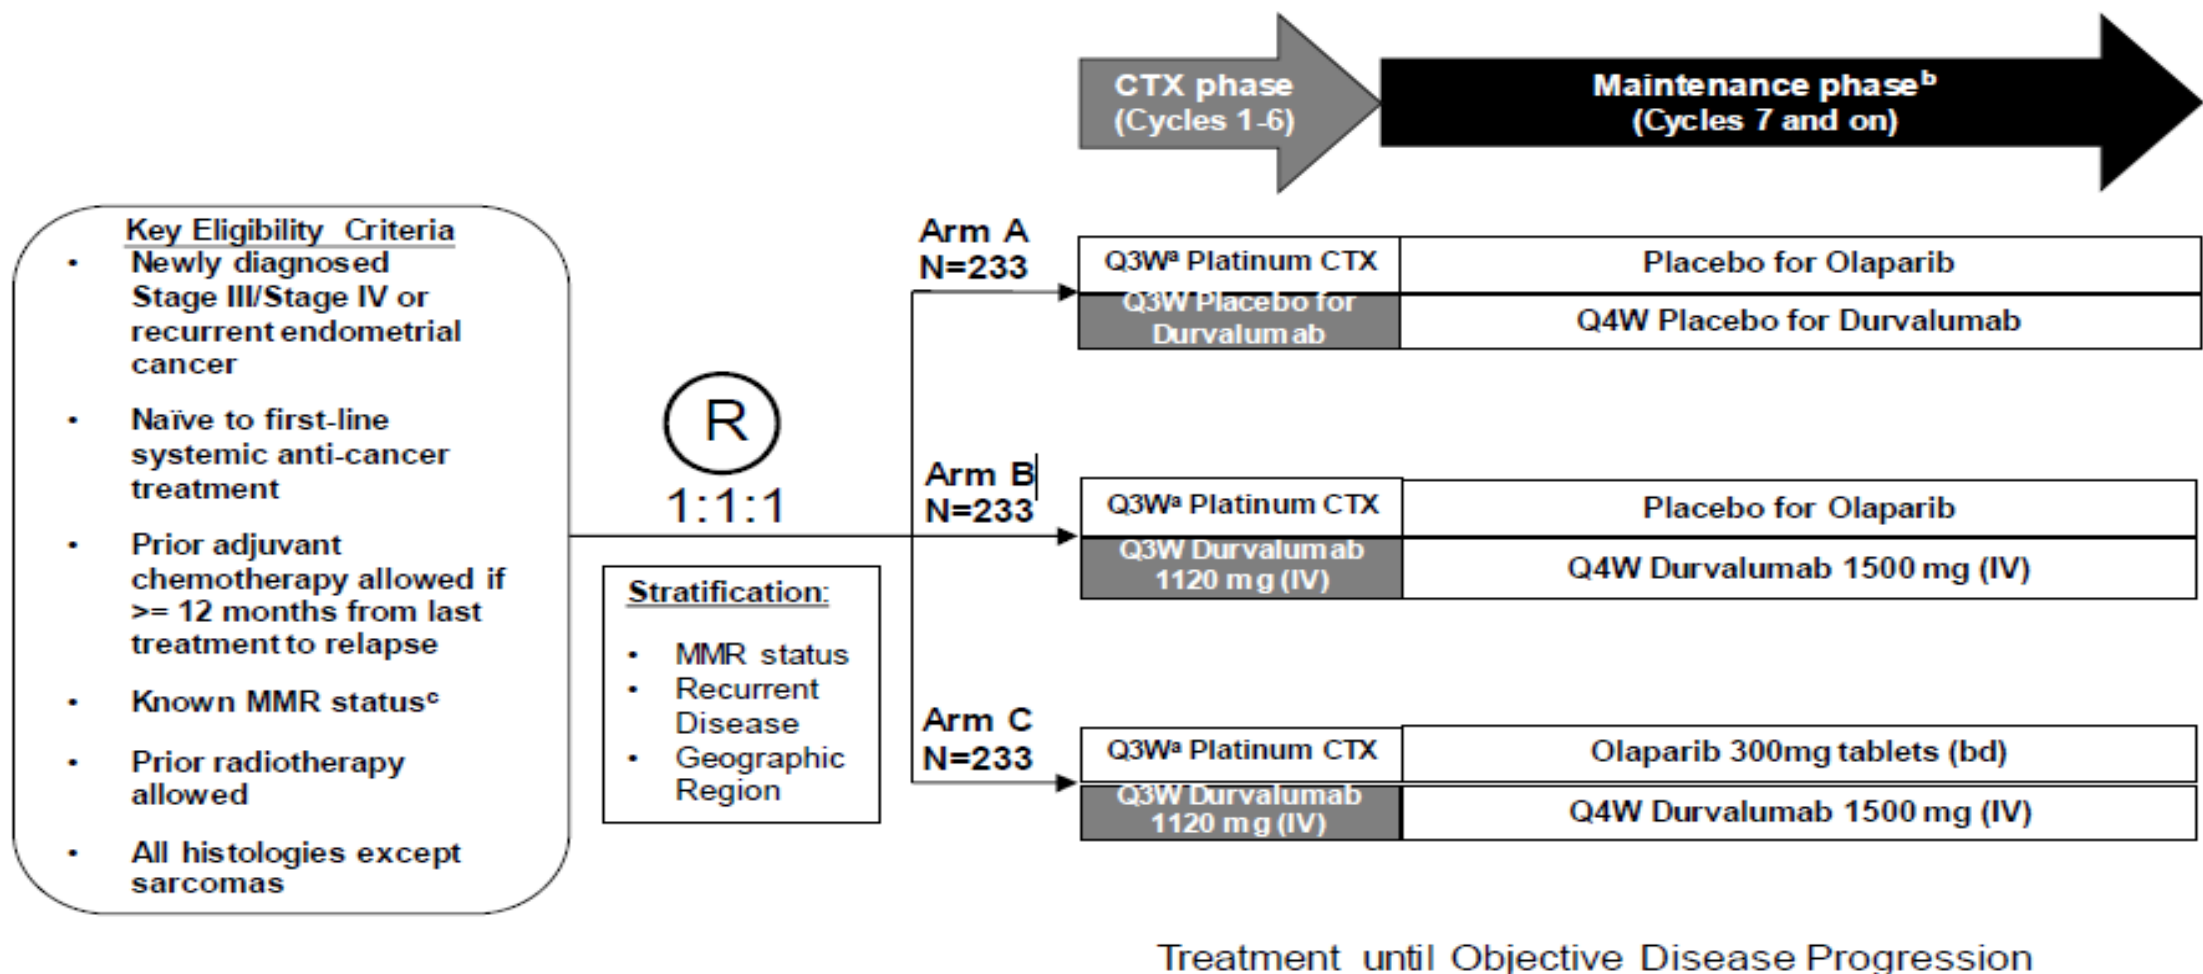 CTX phase
(Cycles 1-6)
Maintenance phaseᵇ
(Cycles 7 and on)
Key Eligibility Criteria
• Newly diagnosed
Stage III/Stage IV or
recurrent endometrial
cancer
• Naïve to first-line
systemic anti-cancer
treatment
• Prior adjuvant
chemotherapy allowed if
>= 12 months from last
treatment to relapse
• Known MMR statusᶜ
• Prior radiotherapy
allowed
• All histologies except
sarcomas
R
1:1:1
Stratification:
• MMR status
• Recurrent
Disease
• Geographic
Region
Arm A
N=233
Q3Wᵃ Platinum CTX
Placebo for Olaparib
Q3W Placebo for
Durvalumab
Q4W Placebo for Durvalumab
Arm B
N=233
Q3Wᵃ Platinum CTX
Placebo for Olaparib
Q3W Durvalumab
1120 mg (IV)
Q4W Durvalumab 1500 mg (IV)
Arm C
N=233
Q3Wᵃ Platinum CTX
Olaparib 300mg tablets (bd)
Q3W Durvalumab
1120 mg (IV)
Q4W Durvalumab 1500 mg (IV)
Treatment until Objective Disease Progression